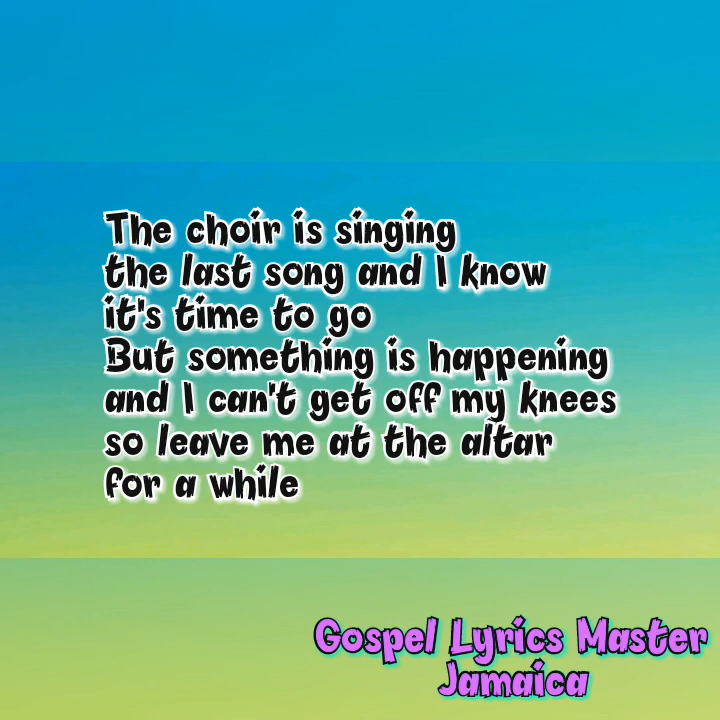 The choir is singing
the last song and I know
it's time to go
But something is happening
and I can't get off my knees
so leave me at the altar
for a while
Gospel Lyrics Master
Jamaica